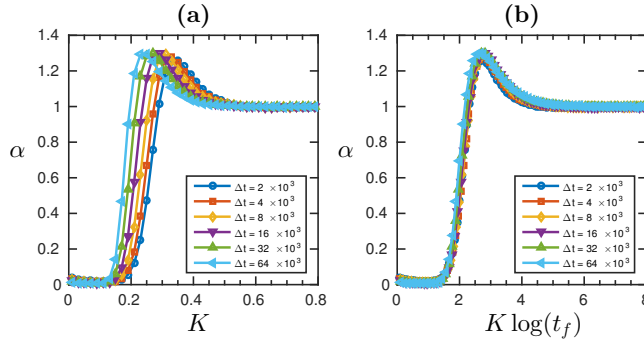 (a)
1.4
1.2
1
0.8
0.6
0.4
0.2
0
α
Δt = 2 ×10³
Δt = 4 ×10³
Δt = 8 ×10³
Δt = 16 ×10³
Δt = 32 ×10³
Δt = 64 ×10³
0 0.2 0.4 0.6 0.8
K
(b)
1.4
1.2
1
0.8
0.6
0.4
0.2
0
α
Δt = 2 ×10³
Δt = 4 ×10³
Δt = 8 ×10³
Δt = 16 ×10³
Δt = 32 ×10³
Δt = 64 ×10³
0 2 4 6 8
K log(t_f)